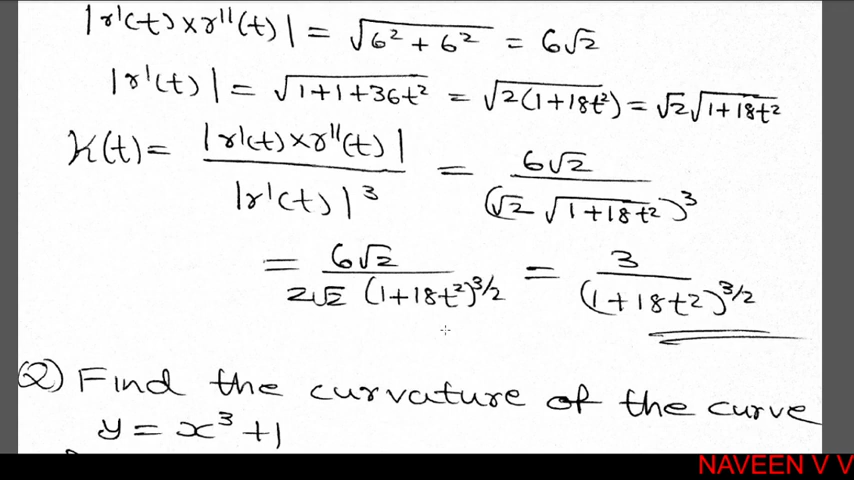 |r'(t)×r''(t)| = √(6²+6²) = 6√2
|r'(t)| = √(1+1+36t²) = √(2(1+18t²)) = √2√(1+18t²)
K(t) = |r'(t)×r''(t)| / |r'(t)|³ = 6√2 / (√2 √(1+18t²))³
= 6√2 / 2√2 (1+18t²)^3/2 = 3 / (1+18t²)^3/2
Q) Find the curvature of the curve
y = x³+1
NAVEEN V V